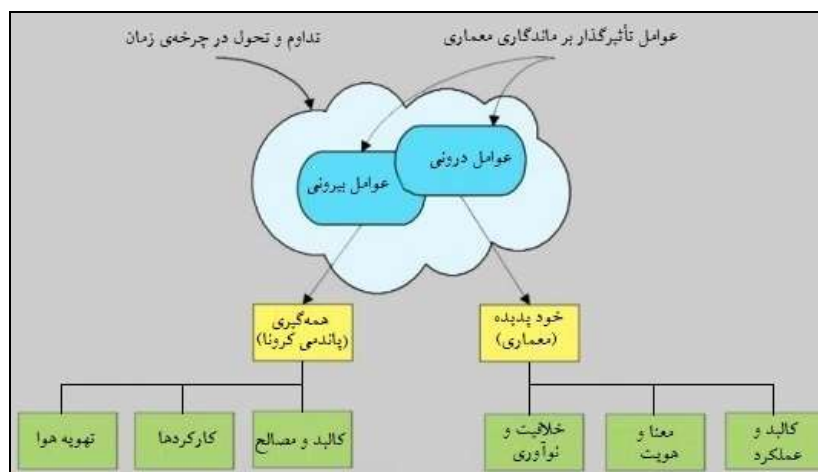 عوامل تأثیرگذار بر ماندگاری معماری
تداوم و تحول در چرخه‌ی زمان
عوامل درونی
عوامل بیرونی
خود پدیده
(معماری)
همه‌گیری
(پاندمی کرونا)
کالبد و
عملکرد
معنا و
هویت
خلاقیت و
نوآوری
کالبد و مصالح
کارکردها
تهویه هوا